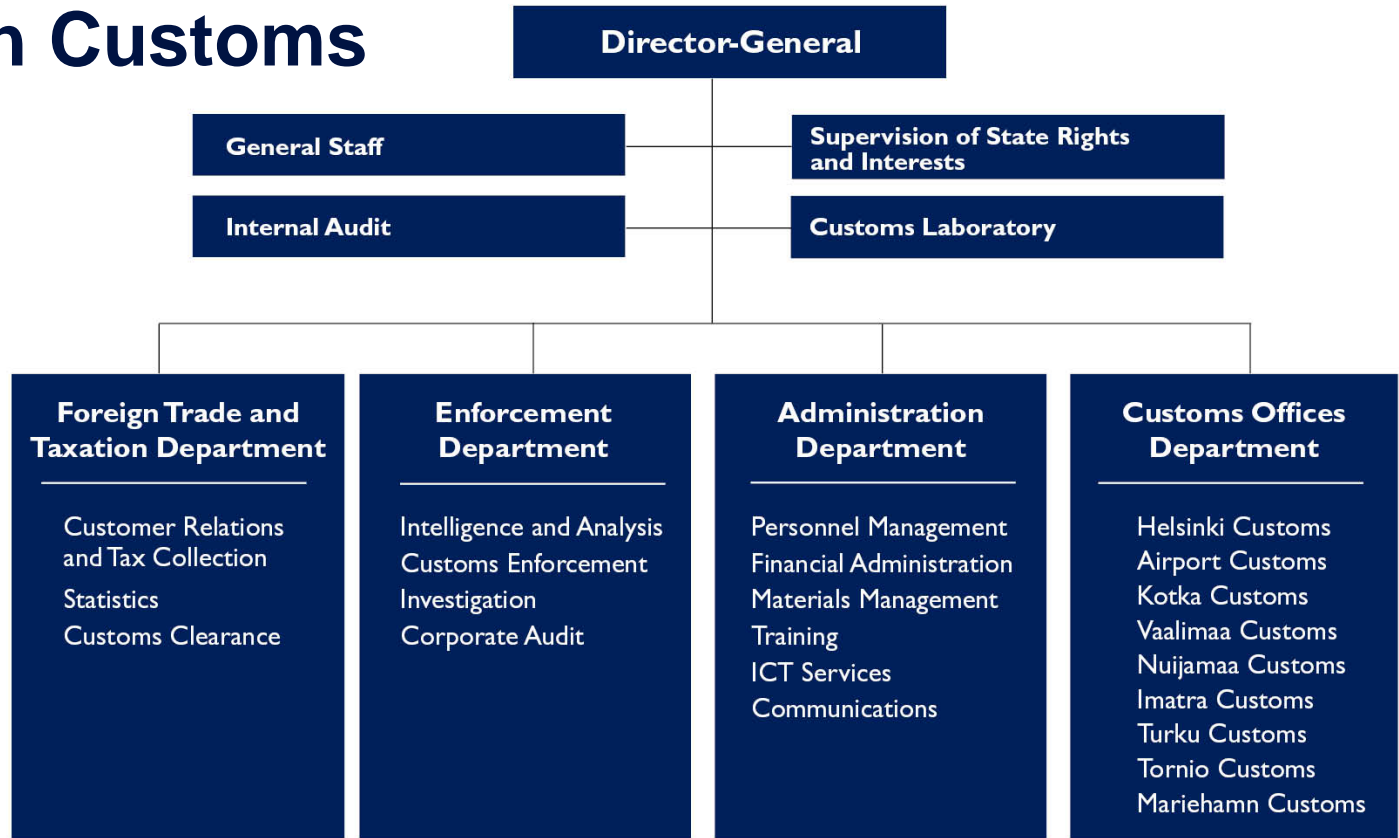 n Customs
Director-General
General Staff
Supervision of State Rights
and Interests
Internal Audit
Customs Laboratory
Foreign Trade and
Taxation Department
Customer Relations
and Tax Collection
Statistics
Customs Clearance
Enforcement
Department
Intelligence and Analysis
Customs Enforcement
Investigation
Corporate Audit
Administration
Department
Personnel Management
Financial Administration
Materials Management
Training
ICT Services
Communications
Customs Offices
Department
Helsinki Customs
Airport Customs
Kotka Customs
Vaalimaa Customs
Nuijamaa Customs
Imatra Customs
Turku Customs
Tornio Customs
Mariehamn Customs